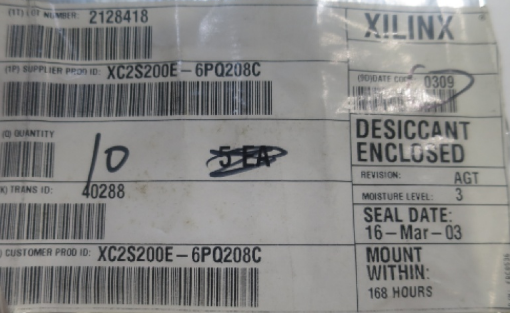 (1T) LOT NUMBER: 2128418
XILINX
(1P) SUPPLIER PROD ID: XC2S200E-6PQ208C
(9D) DATE CODE 0309
(Q) QUANTITY 10 5 EA
DESICCANT
ENCLOSED
REVISION: AGT
K) TRANS ID: 40288
MOISTURE LEVEL: 3
SEAL DATE:
16-Mar-03
) CUSTOMER PROD ID: XC2S200E-6PQ208C
MOUNT
WITHIN:
168 HOURS